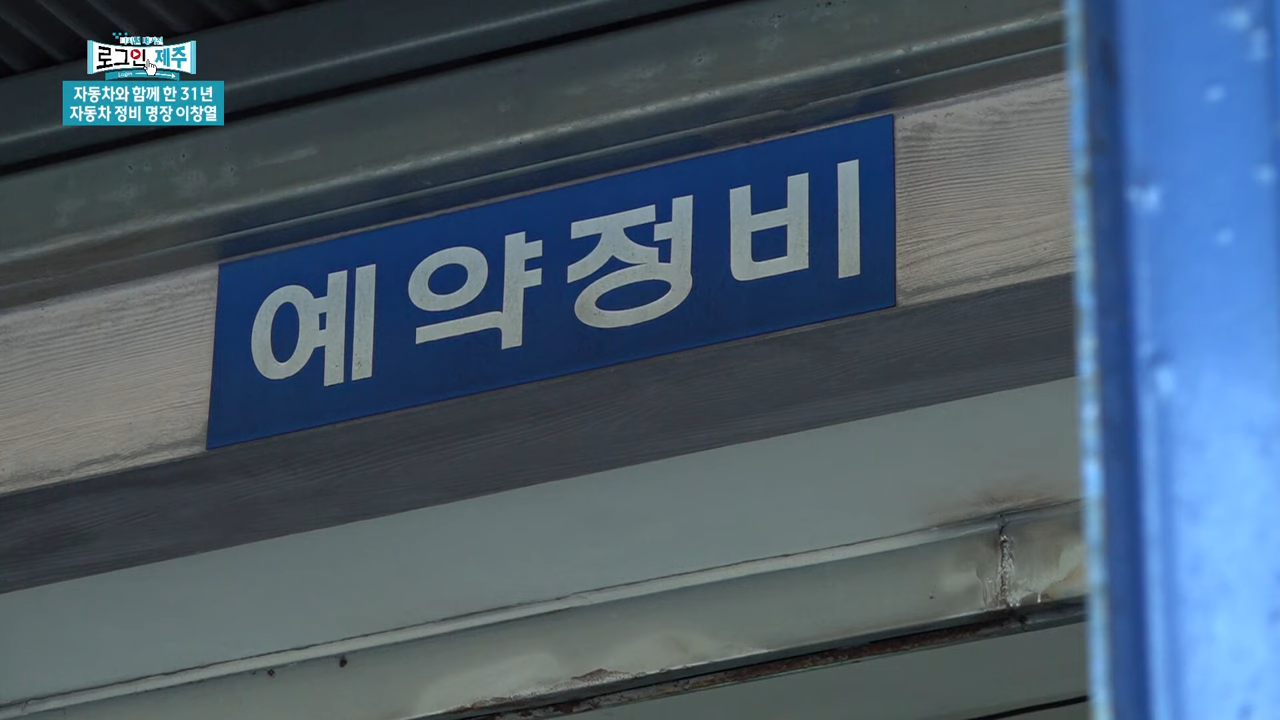 로그인 제주
자동차와 함께 한 31년
자동차 정비 명장 이창열
예약정비